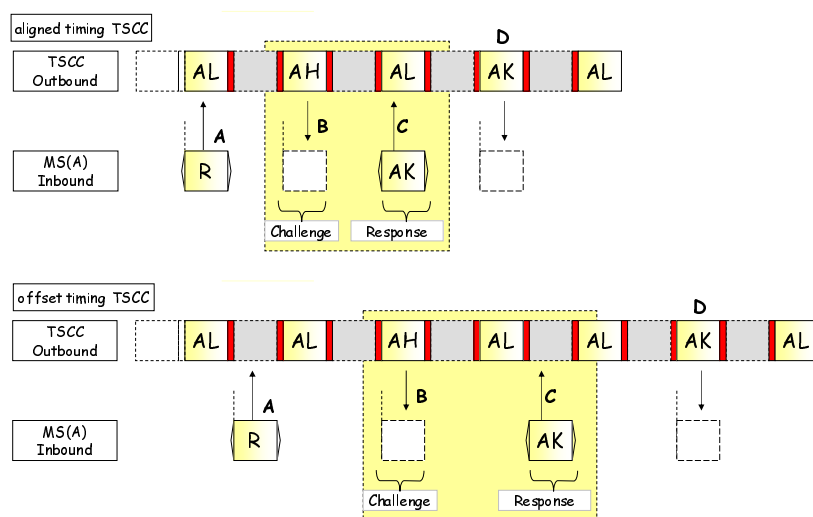 aligned timing TSCC
D
TSCC
Outbound
AL
AH
AL
AK
AL
A
B
C
MS(A)
Inbound
R
AK
Challenge
Response
offset timing TSCC
D
TSCC
Outbound
AL
AL
AH
AL
AL
AK
AL
A
B
C
MS(A)
Inbound
R
AK
Challenge
Response